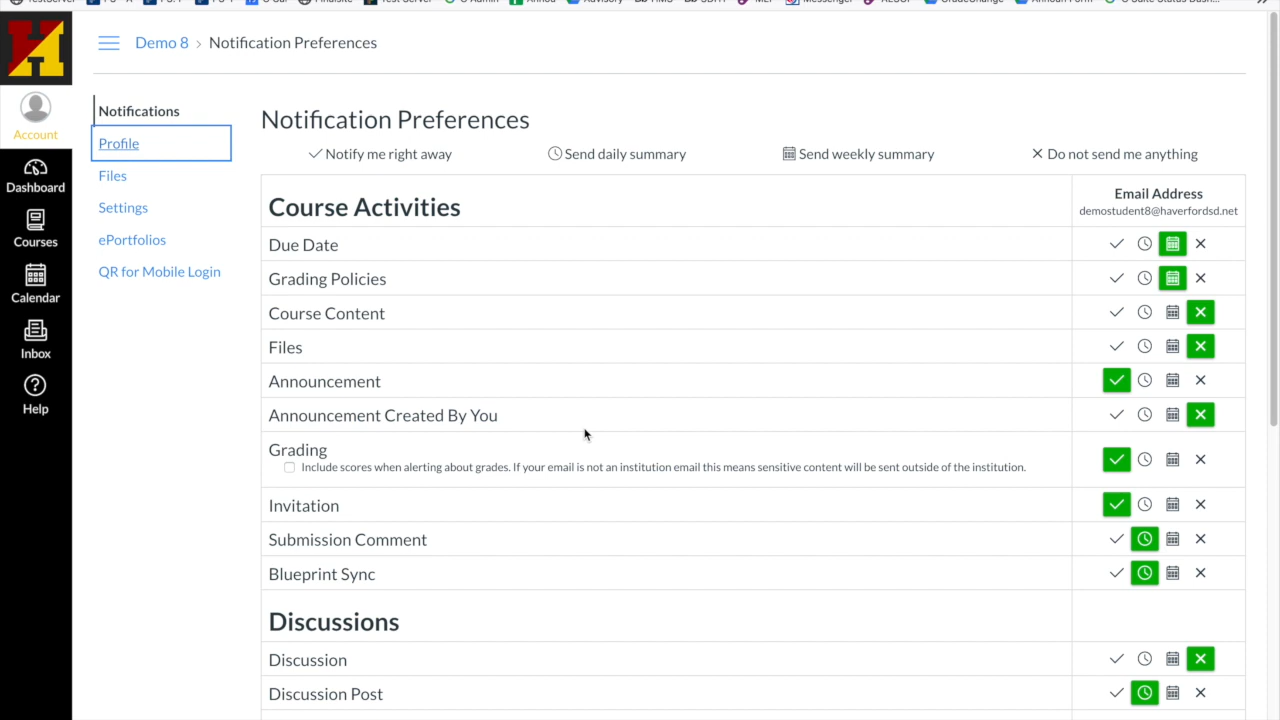 Messenger
Demo 8 > Notification Preferences
Account
Dashboard
Courses
Calendar
Inbox
Help
Notifications
Profile
Files
Settings
ePortfolios
QR for Mobile Login
Notification Preferences
Notify me right away
Send daily summary
Send weekly summary
Do not send me anything
Course Activities
Email Address
demostudent8@haverfordsd.net
Due Date
Grading Policies
Course Content
Files
Announcement
Announcement Created By You
Grading
Include scores when alerting about grades. If your email is not an institution email this means sensitive content will be sent outside of the institution.
Invitation
Submission Comment
Blueprint Sync
Discussions
Discussion
Discussion Post